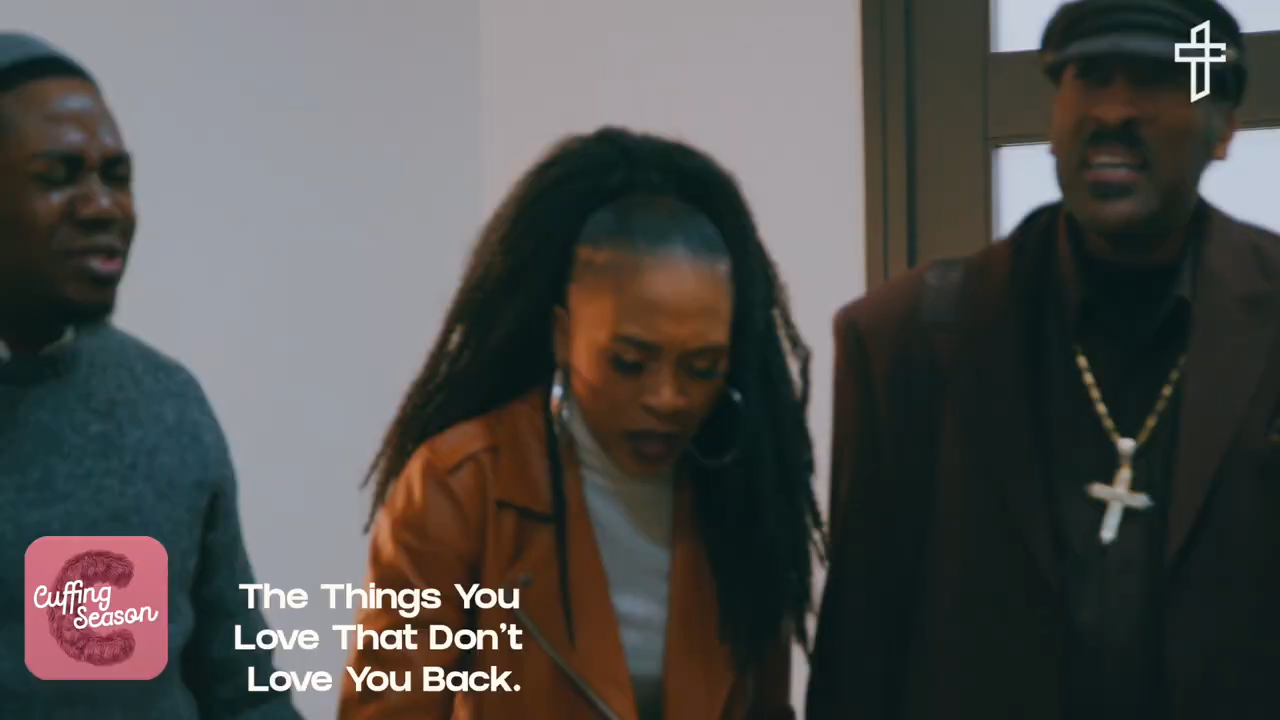 Cuffing
Season
The Things You
Love That Don't
Love You Back.